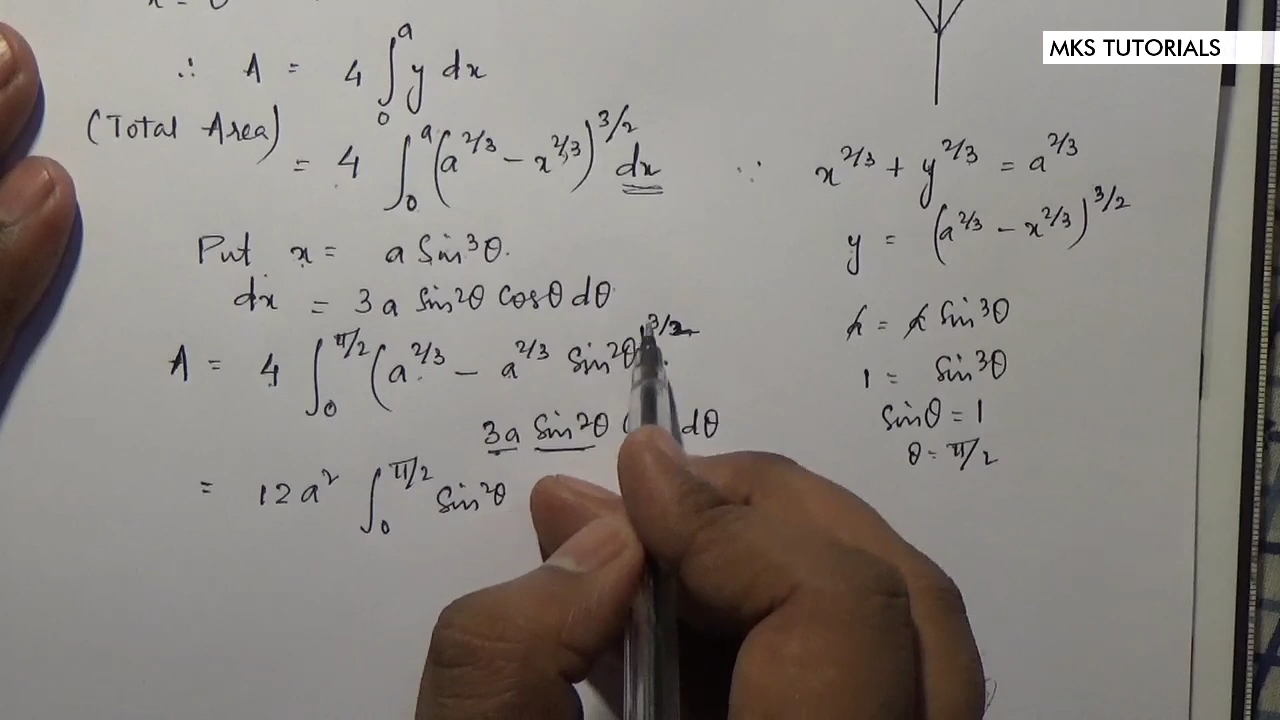 MKS TUTORIALS
∴ A = 4 ∫₀ᵃ y dx
(Total Area)
= 4 ∫₀ᵃ (a^2/3 − x^2/3)^3/2 dx
Put x = a Sin³θ.
dx = 3a Sin²θ Cosθ dθ
A = 4 ∫₀^π/2 (a^2/3 − a^2/3 Sin²θ)^3/2
3a Sin²θ dθ
= 12a² ∫₀^π/2 Sin²θ
∵ x^2/3 + y^2/3 = a^2/3
y = (a^2/3 − x^2/3)^3/2
a = a Sin³θ
1 = Sin³θ
Sinθ = 1
θ = π/2